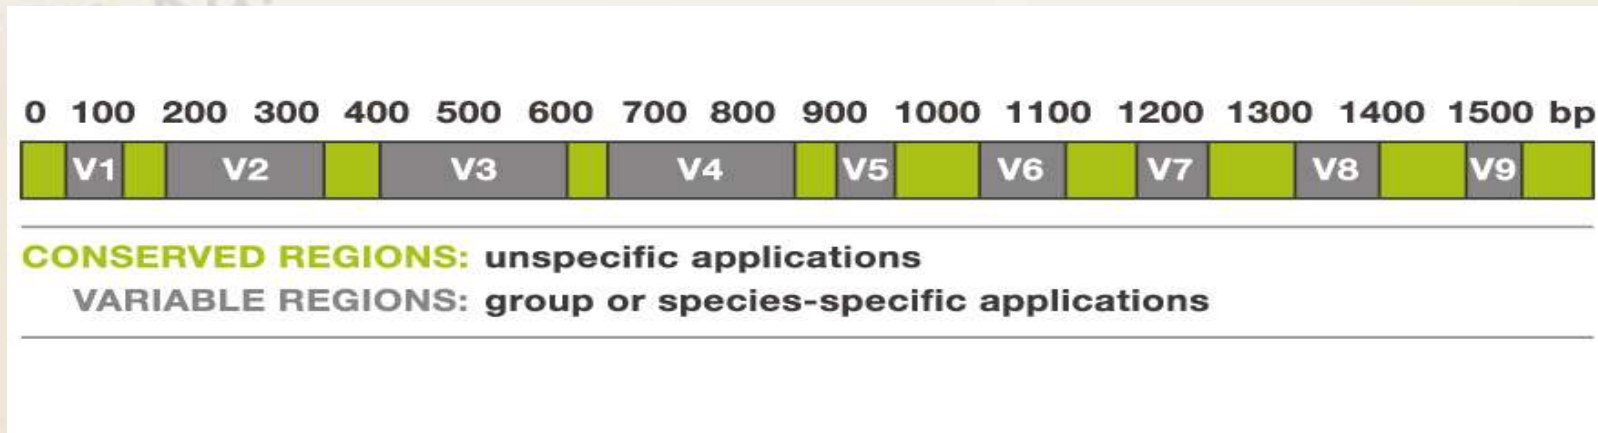 0 100 200 300 400 500 600 700 800 900 1000 1100 1200 1300 1400 1500 bp
V1 V2 V3 V4 V5 V6 V7 V8 V9
CONSERVED REGIONS: unspecific applications
VARIABLE REGIONS: group or species-specific applications